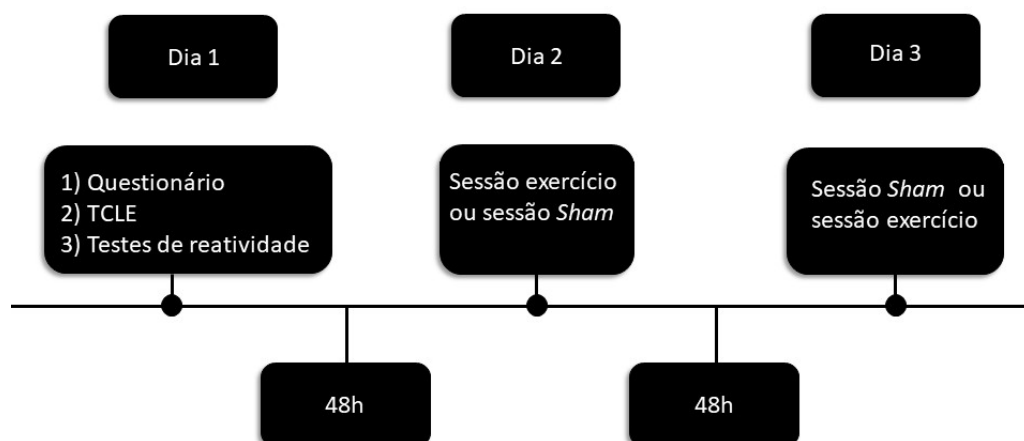 Dia 1
Dia 2
Dia 3
1) Questionário
2) TCLE
3) Testes de reatividade
Sessão exercício
ou sessão Sham
Sessão Sham ou
sessão exercício
48h
48h